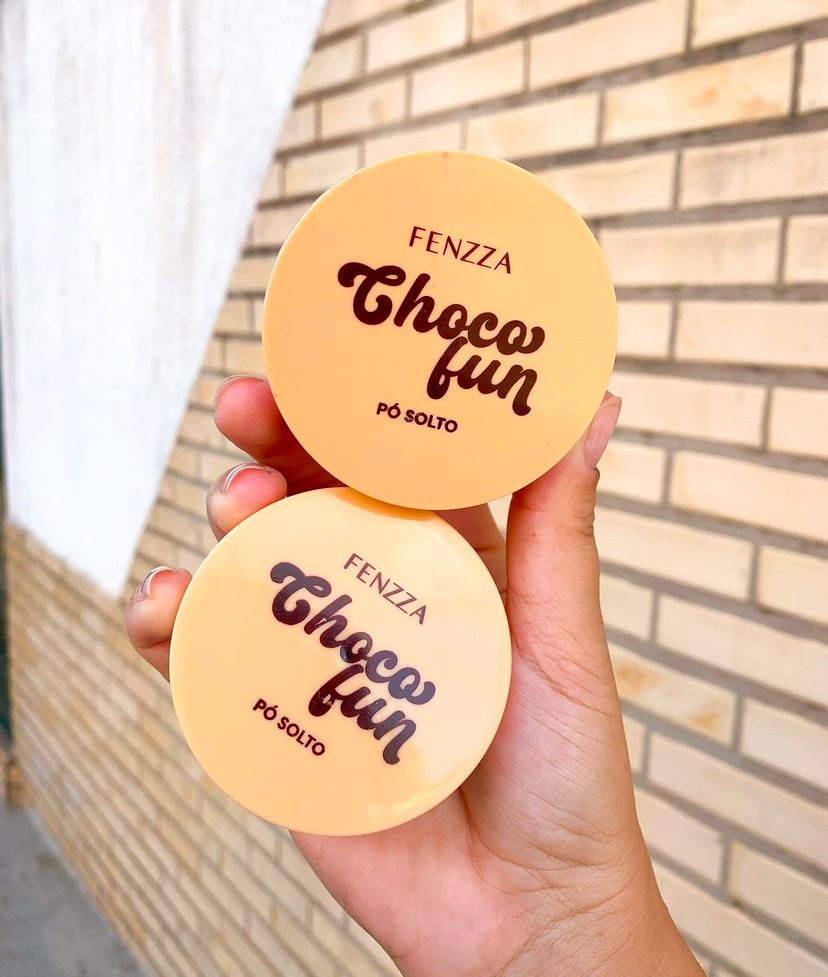 FENZZA
Choco
fun
PÓ SOLTO
FENZZA
Choco
fun
PÓ SOLTO